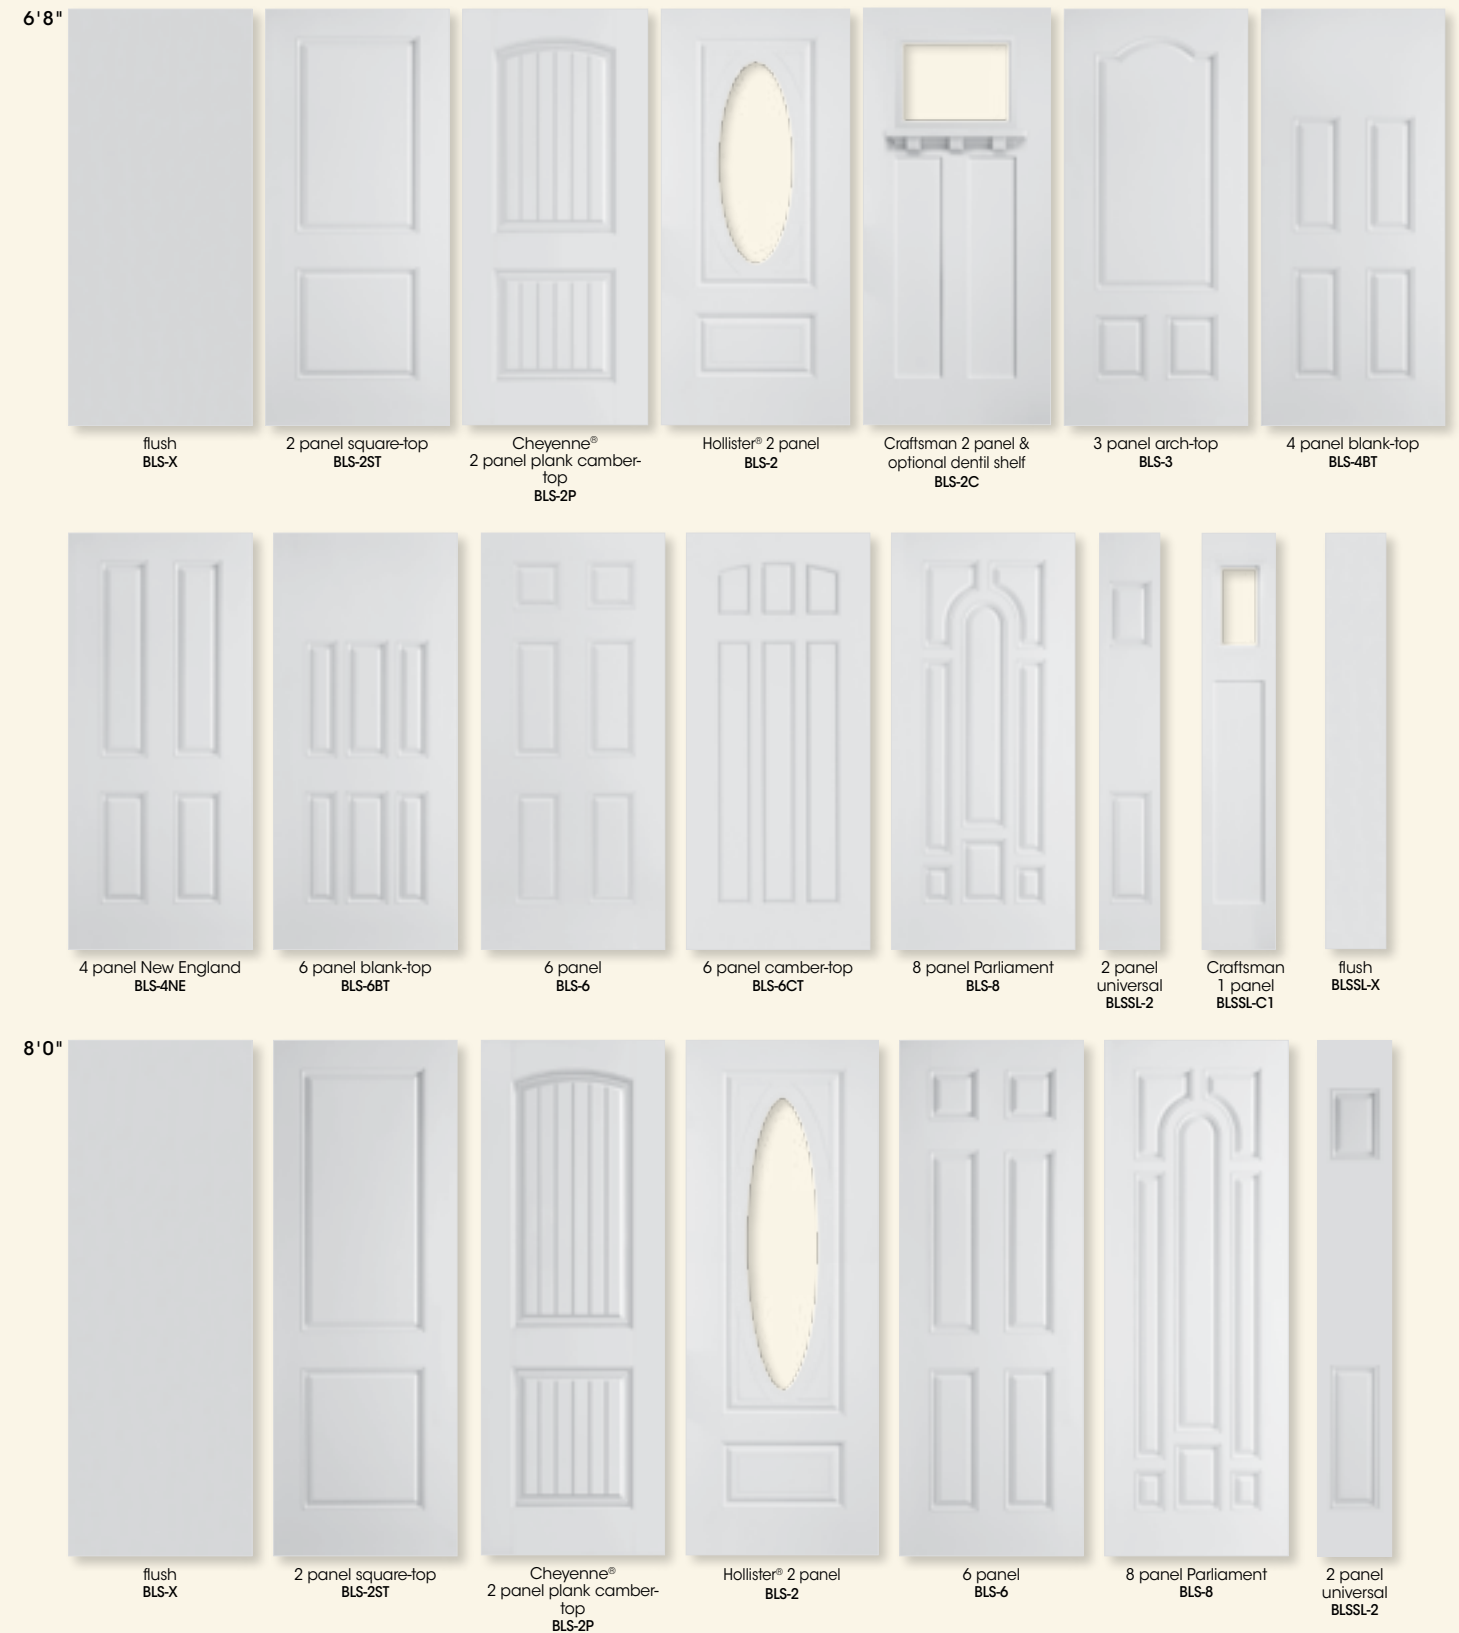 6'8"
flush
BLS-X
2 panel square-top
BLS-2ST
Cheyenne®
2 panel plank camber-
top
BLS-2P
Hollister® 2 panel
BLS-2
Craftsman 2 panel &
optional dentil shelf
BLS-2C
3 panel arch-top
BLS-3
4 panel blank-top
BLS-4BT
4 panel New England
BLS-4NE
6 panel blank-top
BLS-6BT
6 panel
BLS-6
6 panel camber-top
BLS-6CT
8 panel Parliament
BLS-8
2 panel
universal
BLSSL-2
Craftsman
1 panel
BLSSL-C1
flush
BLSSL-X
8'0"
flush
BLS-X
2 panel square-top
BLS-2ST
Cheyenne®
2 panel plank camber-
top
BLS-2P
Hollister® 2 panel
BLS-2
6 panel
BLS-6
8 panel Parliament
BLS-8
2 panel
universal
BLSSL-2